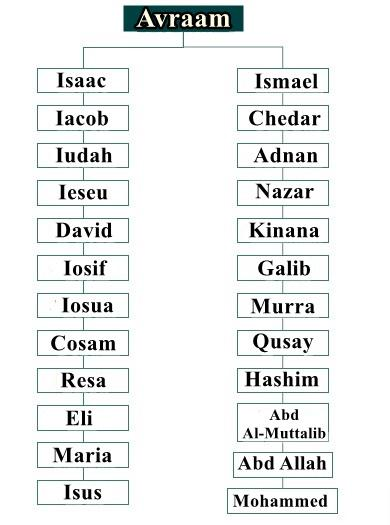 Avraam
Isaac
Iacob
Iudah
Ieseu
David
Iosif
Iosua
Cosam
Resa
Eli
Maria
Isus
Ismael
Chedar
Adnan
Nazar
Kinana
Galib
Murra
Qusay
Hashim
Abd
Al-Muttalib
Abd Allah
Mohammed